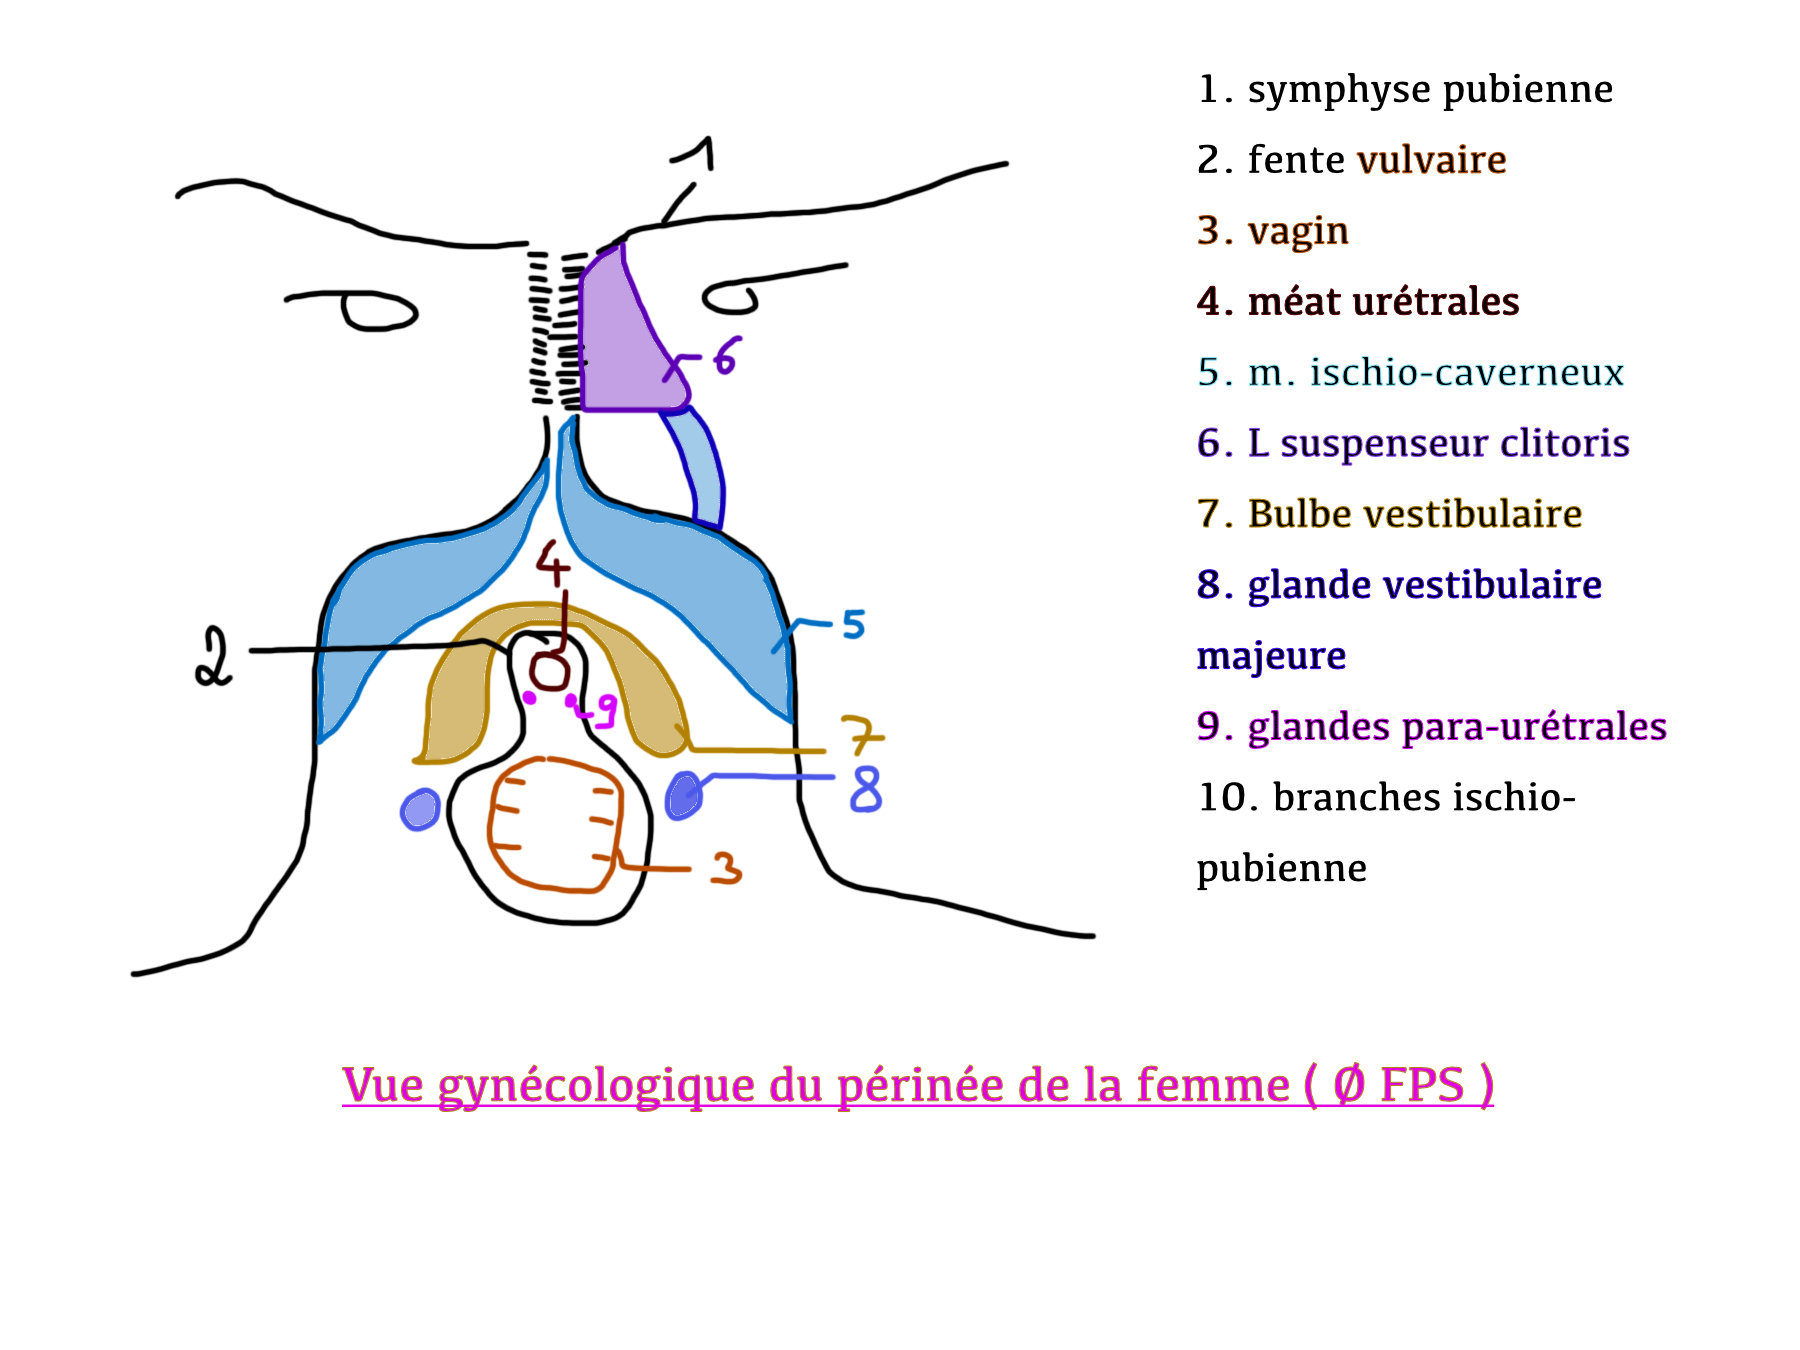 1
6
4
5
2
9
7
8
3
1. symphyse pubienne
2. fente vulvaire
3. vagin
4. méat urétrales
5. m. ischio-caverneux
6. L suspenseur clitoris
7. Bulbe vestibulaire
8. glande vestibulaire
majeure
9. glandes para-urétrales
10. branches ischio-
pubienne
Vue gynécologique du périnée de la femme ( Ø FPS )